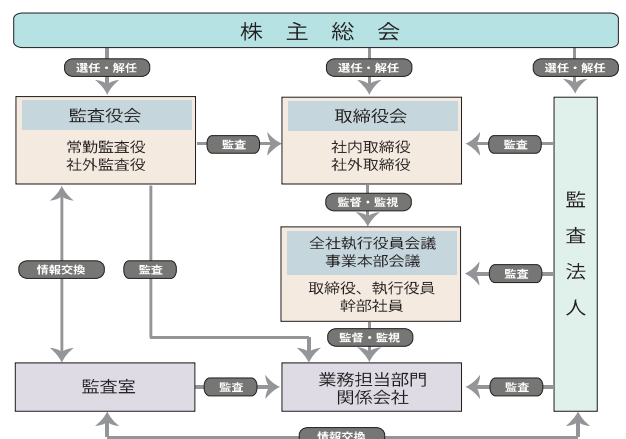 株主総会
選任・解任
選任・解任
選任・解任
監査役会
常勤監査役
社外監査役
監査
取締役会
社内取締役
社外取締役
監査
監督・監視
監査法人
全社執行役員会議
事業本部会議
取締役、執行役員
幹部社員
監査
情報交換
監査
監督・監視
監査室
監査
業務担当部門
関係会社
監査
情報交換